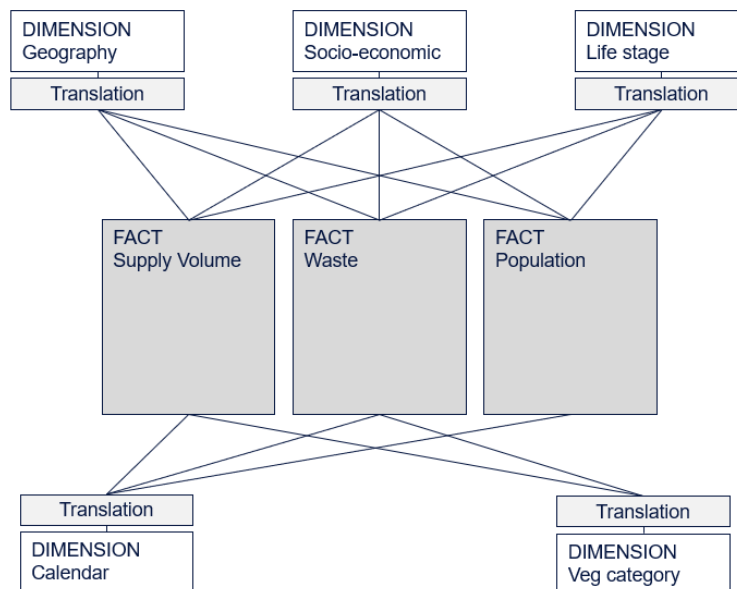 DIMENSION
Geography
Translation
DIMENSION
Socio-economic
Translation
DIMENSION
Life stage
Translation
FACT
Supply Volume
FACT
Waste
FACT
Population
Translation
DIMENSION
Calendar
Translation
DIMENSION
Veg category